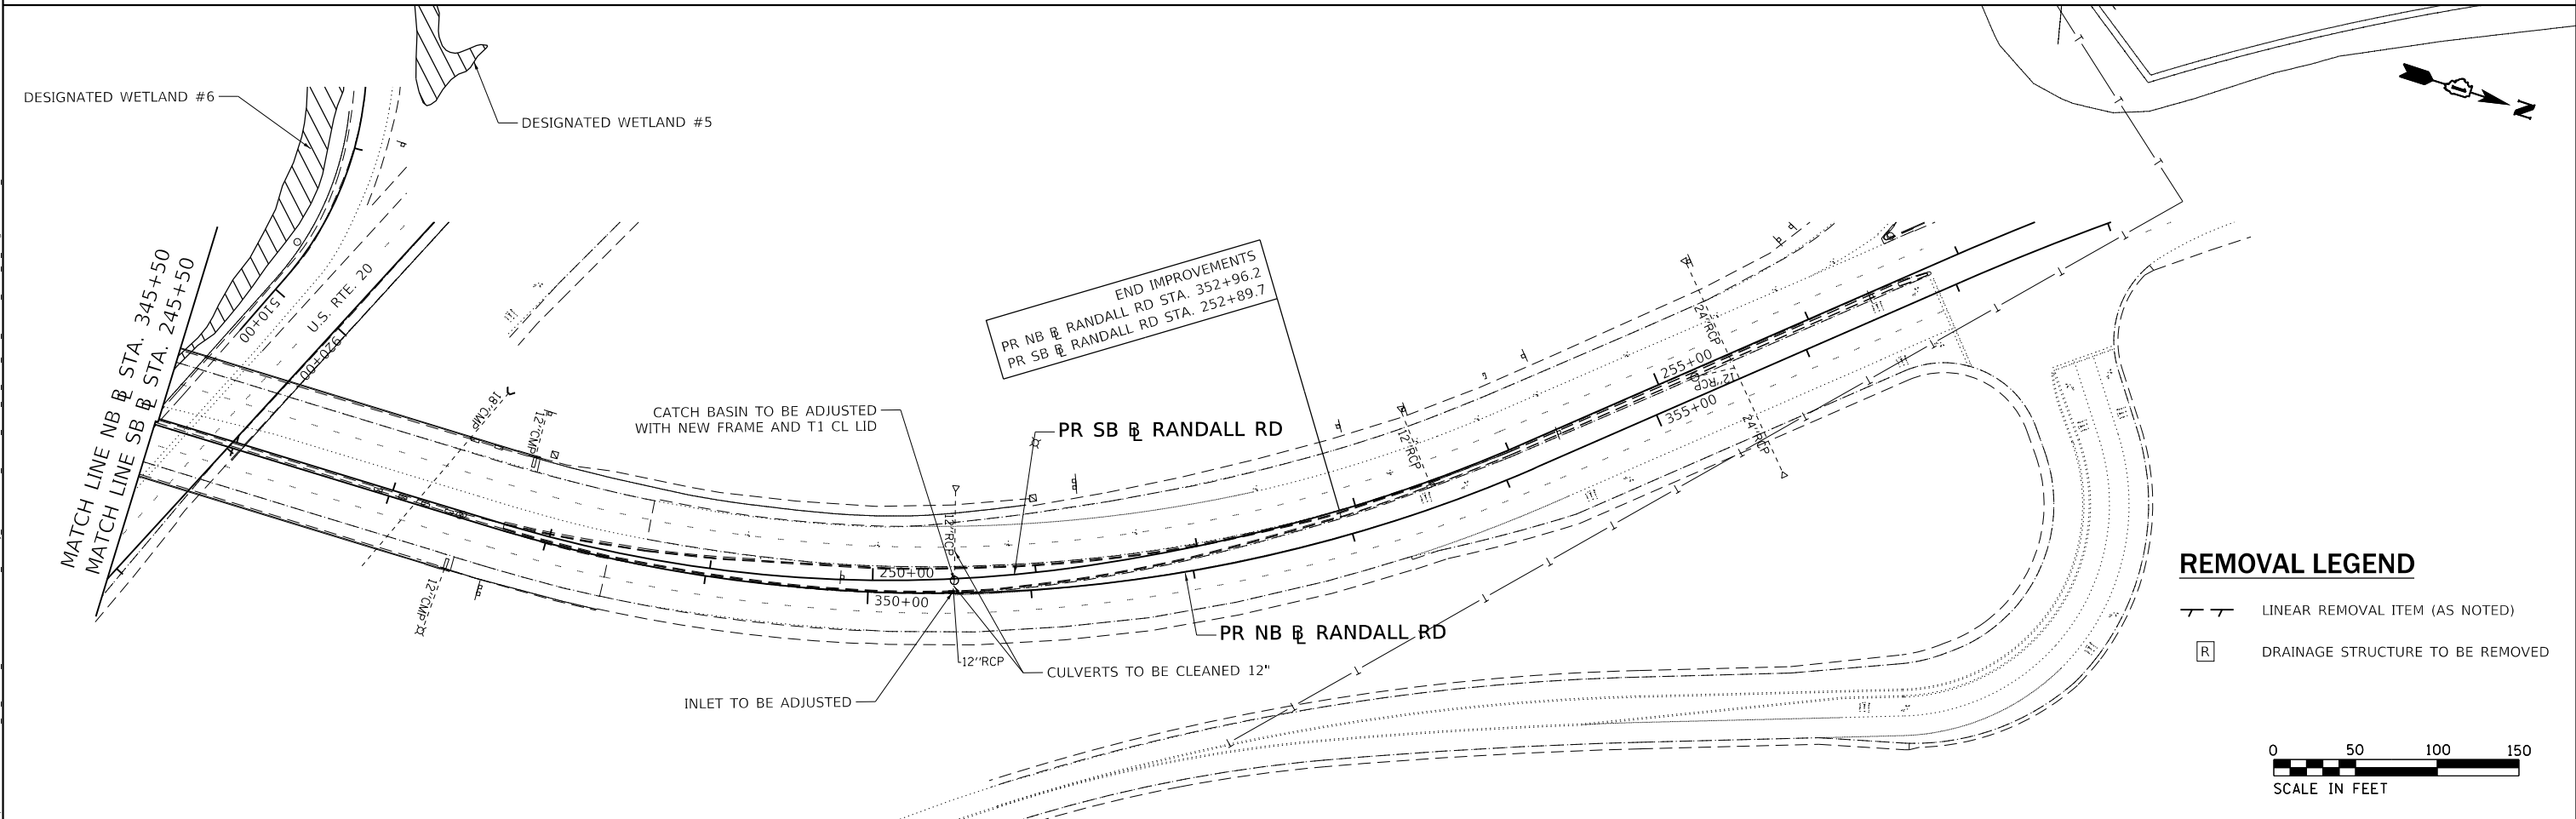 DESIGNATED WETLAND #6
DESIGNATED WETLAND #5
N
MATCH LINE NB BL STA. 345+50
MATCH LINE SB BL STA. 245+50
1510+00
U.S. RTE. 20
920+00
END IMPROVEMENTS
PR NB BL RANDALL RD STA. 352+96.2
PR SB BL RANDALL RD STA. 252+89.7
18"CMP
12"CMP
CATCH BASIN TO BE ADJUSTED
WITH NEW FRAME AND T1 CL LID
PR SB BL RANDALL RD
24"RCP
255+00
12"RCP
355+00
24"RCP
12"RCP
12"RCP
250+00
350+00
12"CMP
PR NB BL RANDALL RD
12"RCP
CULVERTS TO BE CLEANED 12"
INLET TO BE ADJUSTED
REMOVAL LEGEND
LINEAR REMOVAL ITEM (AS NOTED)
R DRAINAGE STRUCTURE TO BE REMOVED
0 50 100 150
SCALE IN FEET